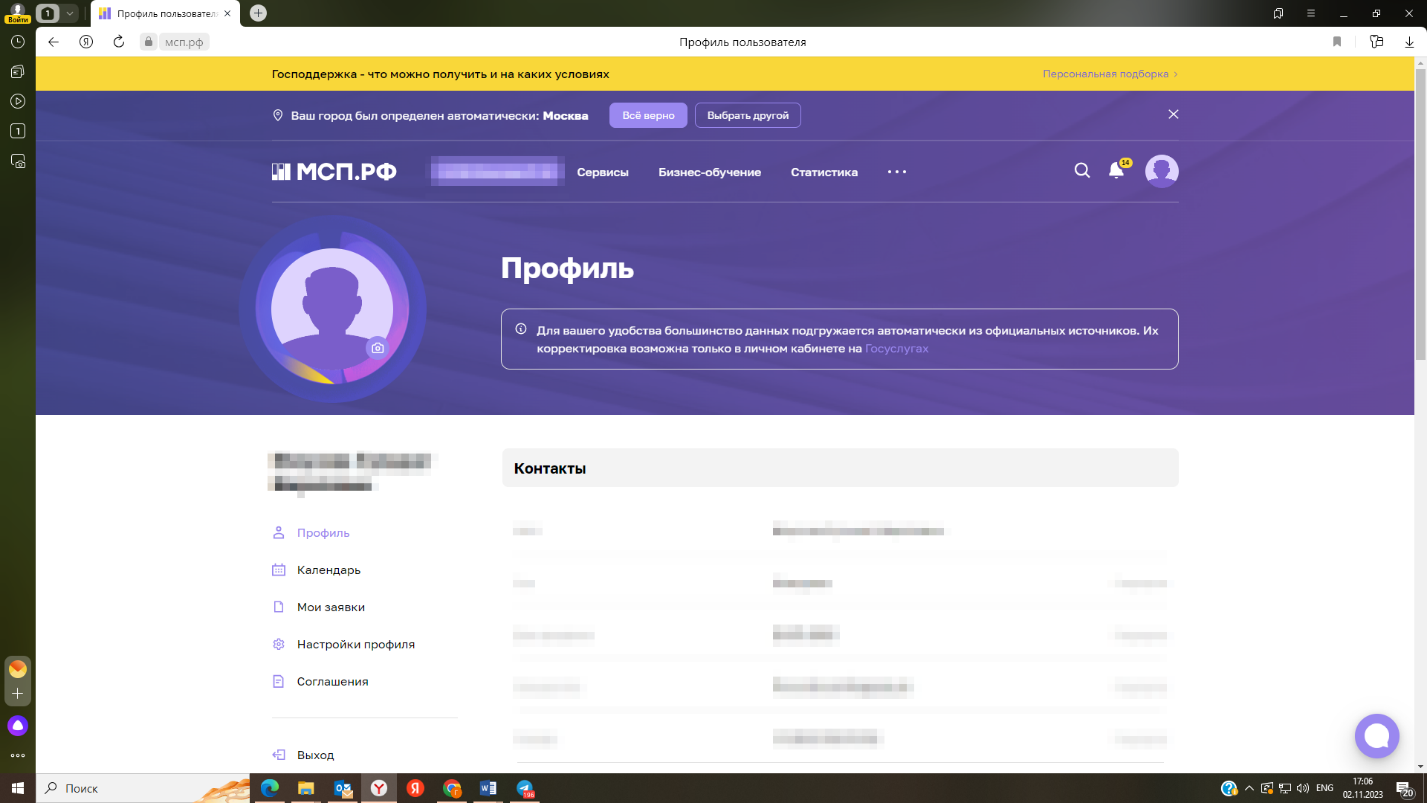 Войти
1
Профиль пользователя
мсп.рф
Профиль пользователя
Господдержка - что можно получить и на каких условиях
Персональная подборка
Ваш город был определен автоматически: Москва
Всё верно
Выбрать другой
МСП.РФ
Сервисы
Бизнес-обучение
Статистика
14
Профиль
Для вашего удобства большинство данных подгружается автоматически из официальных источников. Их
корректировка возможна только в личном кабинете на Госуслугах
1
Контакты
Профиль
Календарь
Мои заявки
Настройки профиля
Соглашения
Выход
Поиск
196
ENG
17:06
02.11.2023
20